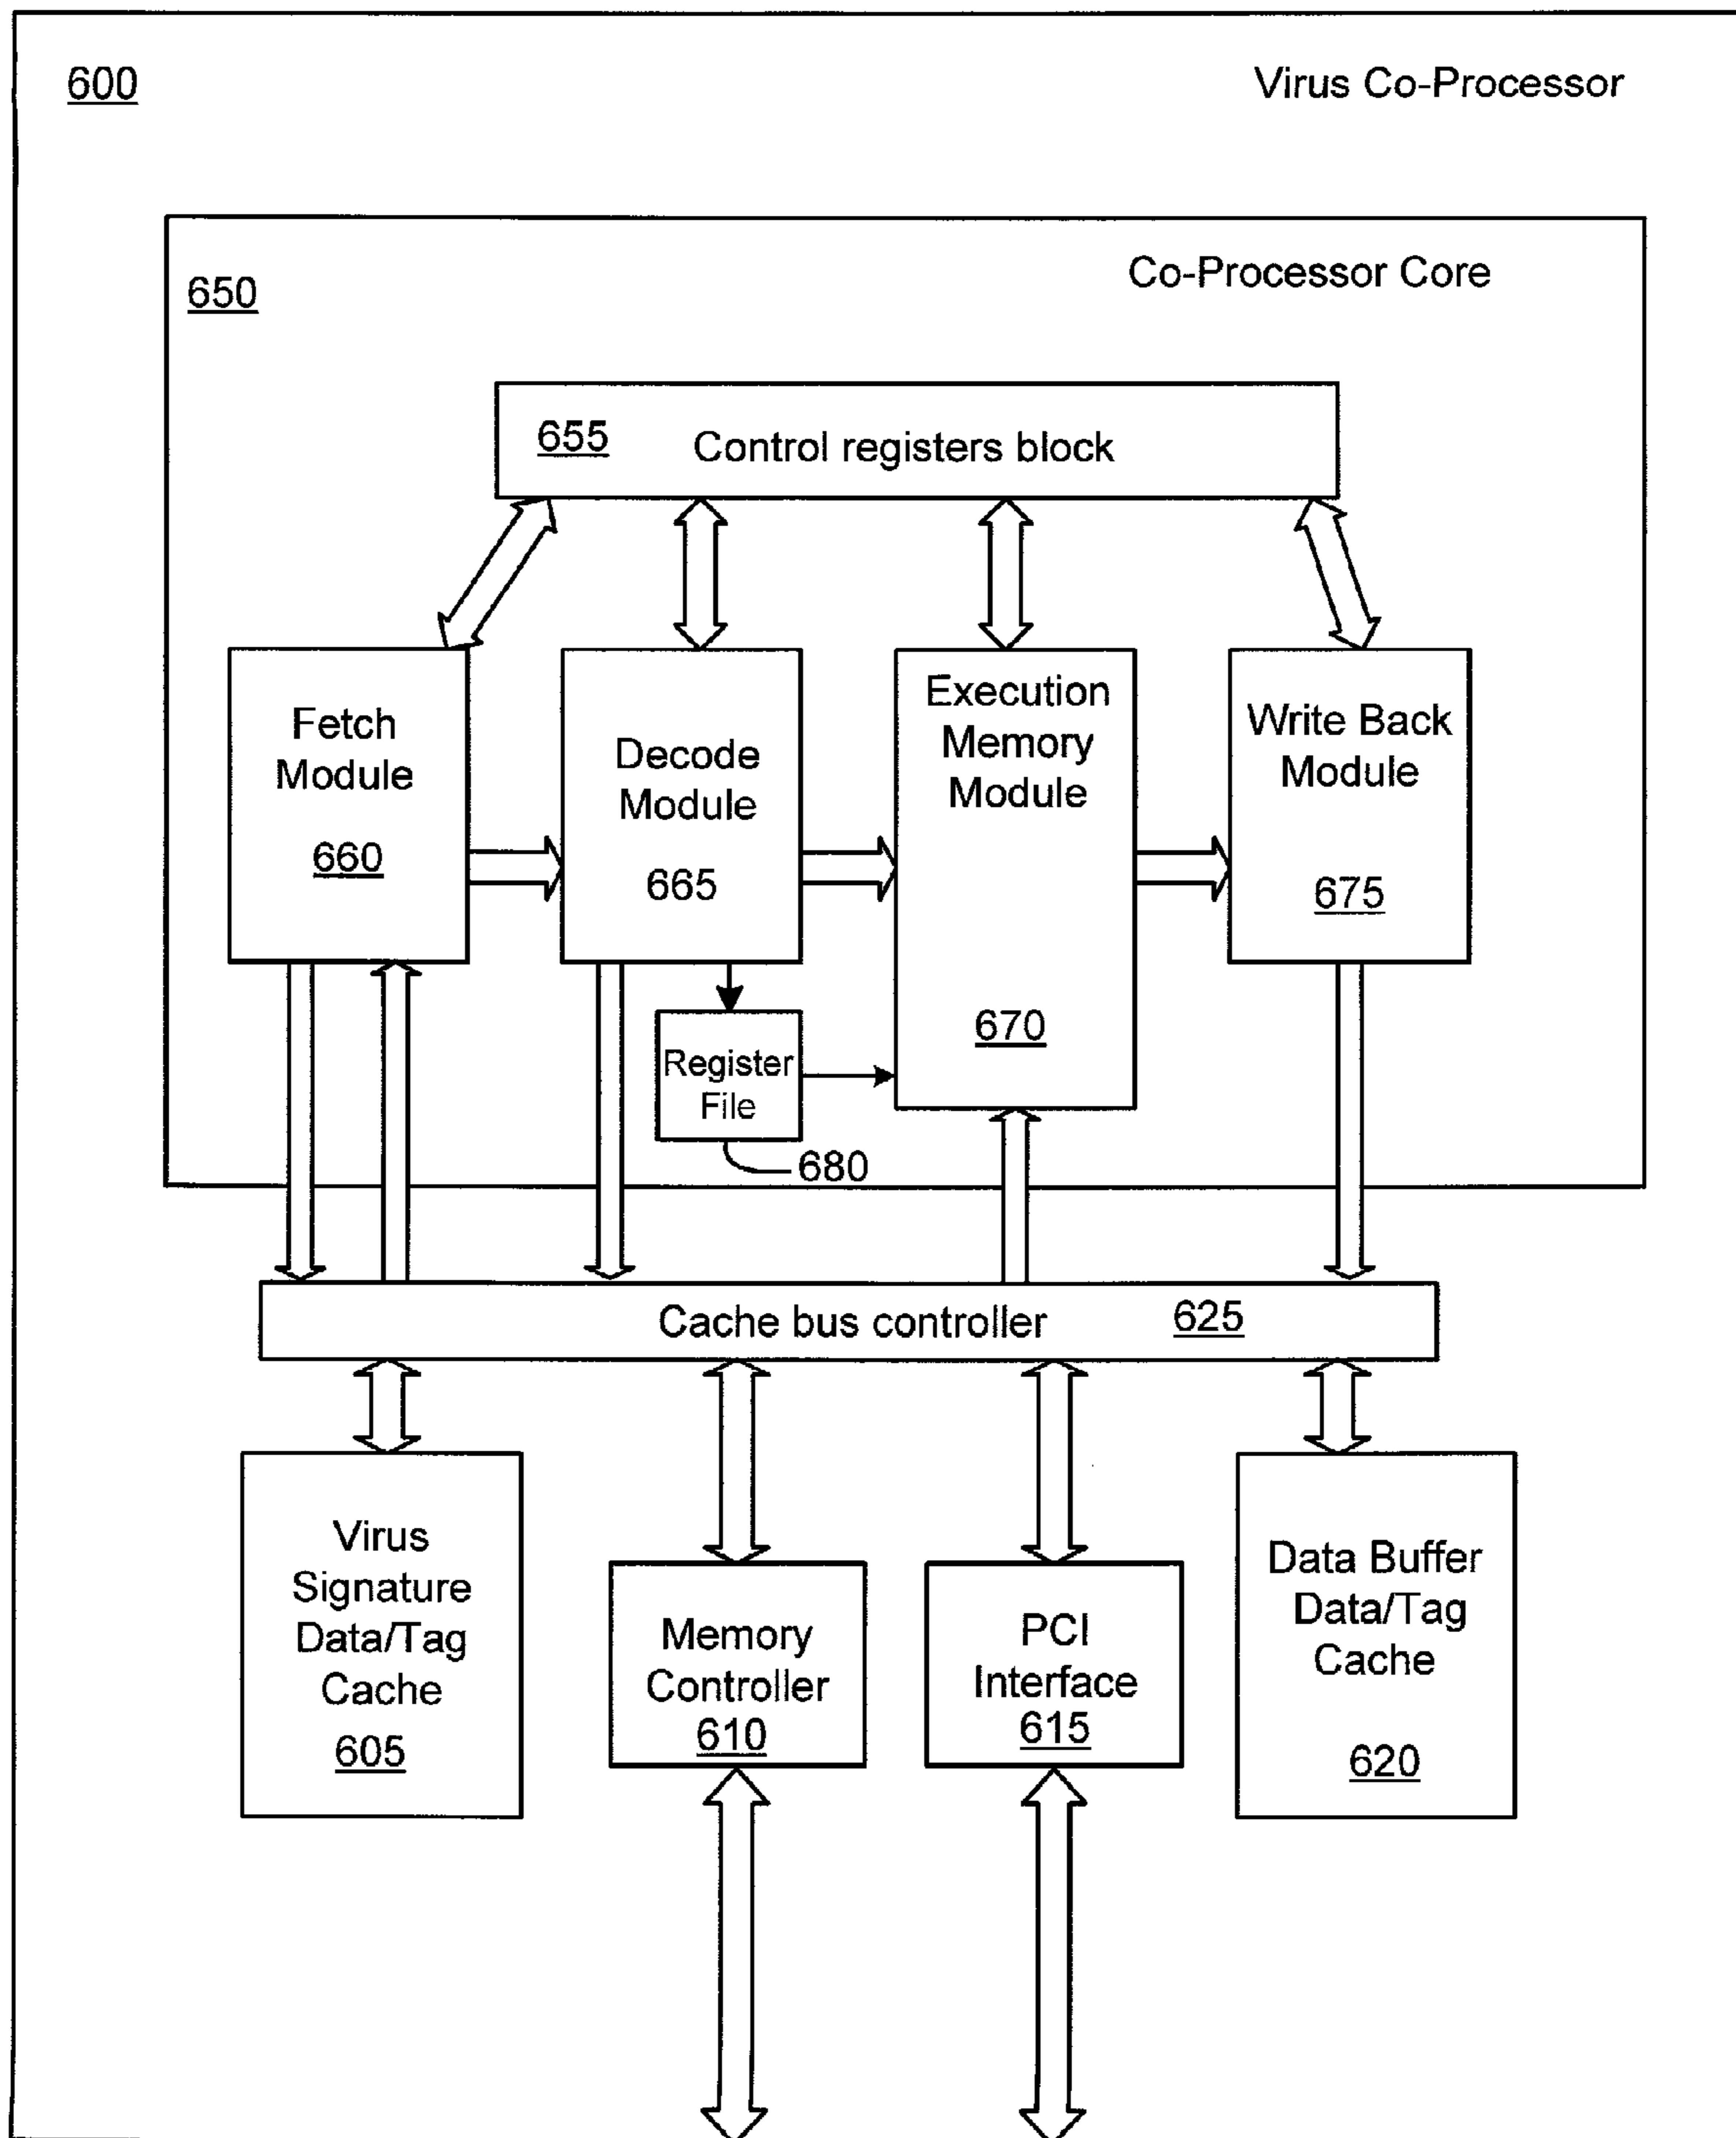 600
Virus Co-Processor
650
Co-Processor Core
655
Control registers block
Fetch
Module
660
Decode
Module
665
Execution
Memory
Module
670
Write Back
Module
675
Register
File
680
Cache bus controller
625
Virus
Signature
Data/Tag
Cache
605
Memory
Controller
610
PCI
Interface
615
Data Buffer
Data/Tag
Cache
620